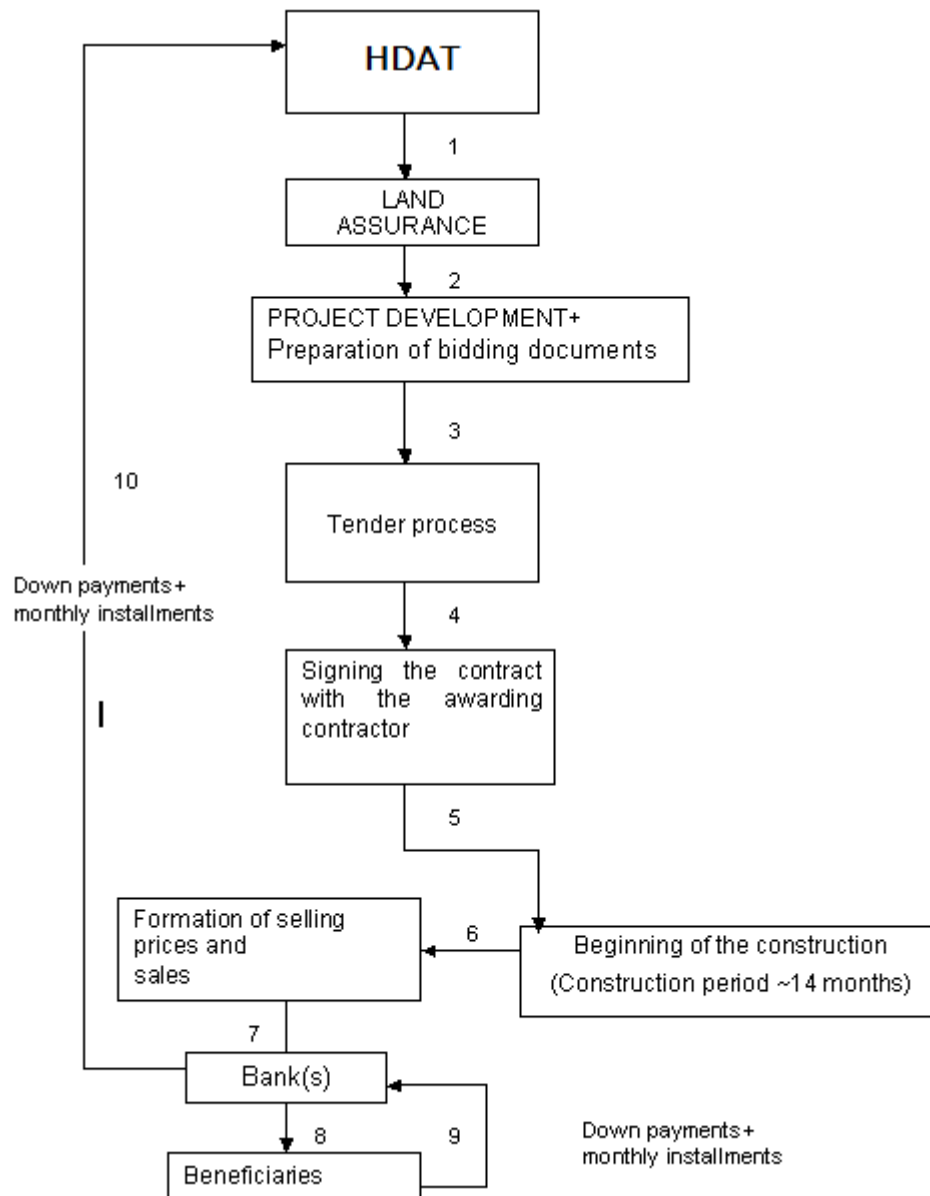 HDAT
1
LAND
ASSURANCE
2
PROJECT DEVELOPMENT+
Preparation of bidding documents
3
10
Tender process
Down payments+
monthly installments
4
Signing the contract
with the awarding
contractor
5
Formation of selling
prices and
sales
6
Beginning of the construction
(Construction period ~14 months)
7
Bank(s)
8
9
Down payments+
monthly installments
Beneficiaries